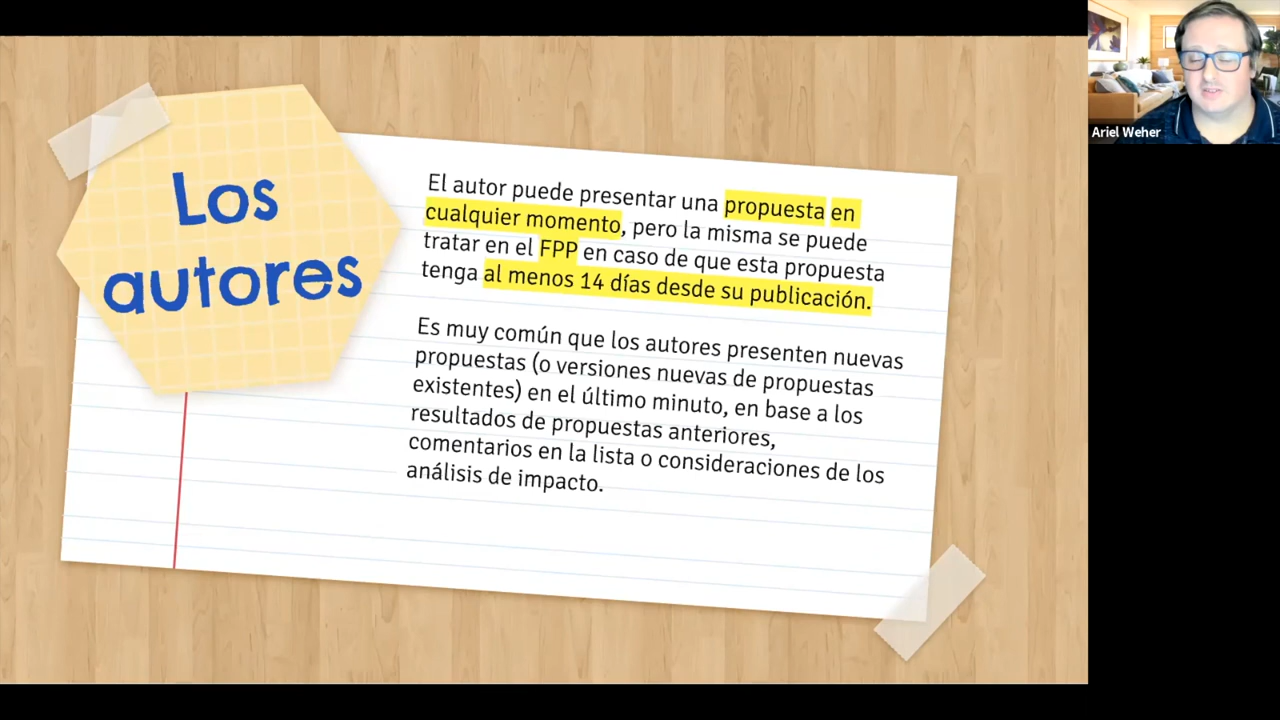 Los
autores
El autor puede presentar una propuesta en
cualquier momento, pero la misma se puede
tratar en el FPP en caso de que esta propuesta
tenga al menos 14 días desde su publicación.
Es muy común que los autores presenten nuevas
propuestas (o versiones nuevas de propuestas
existentes) en el último minuto, en base a los
resultados de propuestas anteriores,
comentarios en la lista o consideraciones de los
análisis de impacto.
Ariel Weher